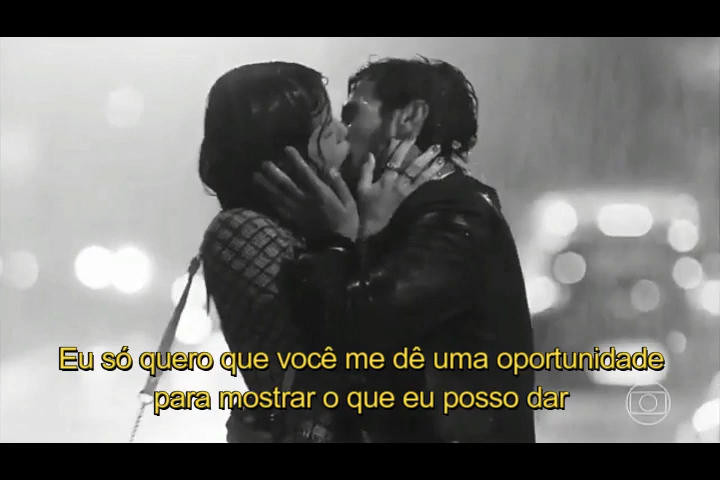 Eu só quero que você me dê uma oportunidade
para mostrar o que eu posso dar